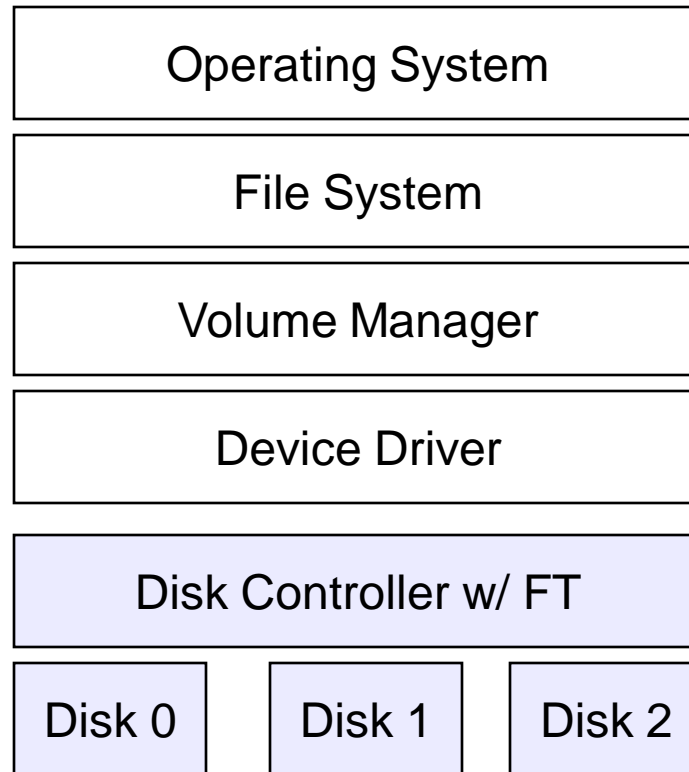 Operating System
File System
Volume Manager
Device Driver
Disk Controller w/ FT
Disk 0 Disk 1 Disk 2